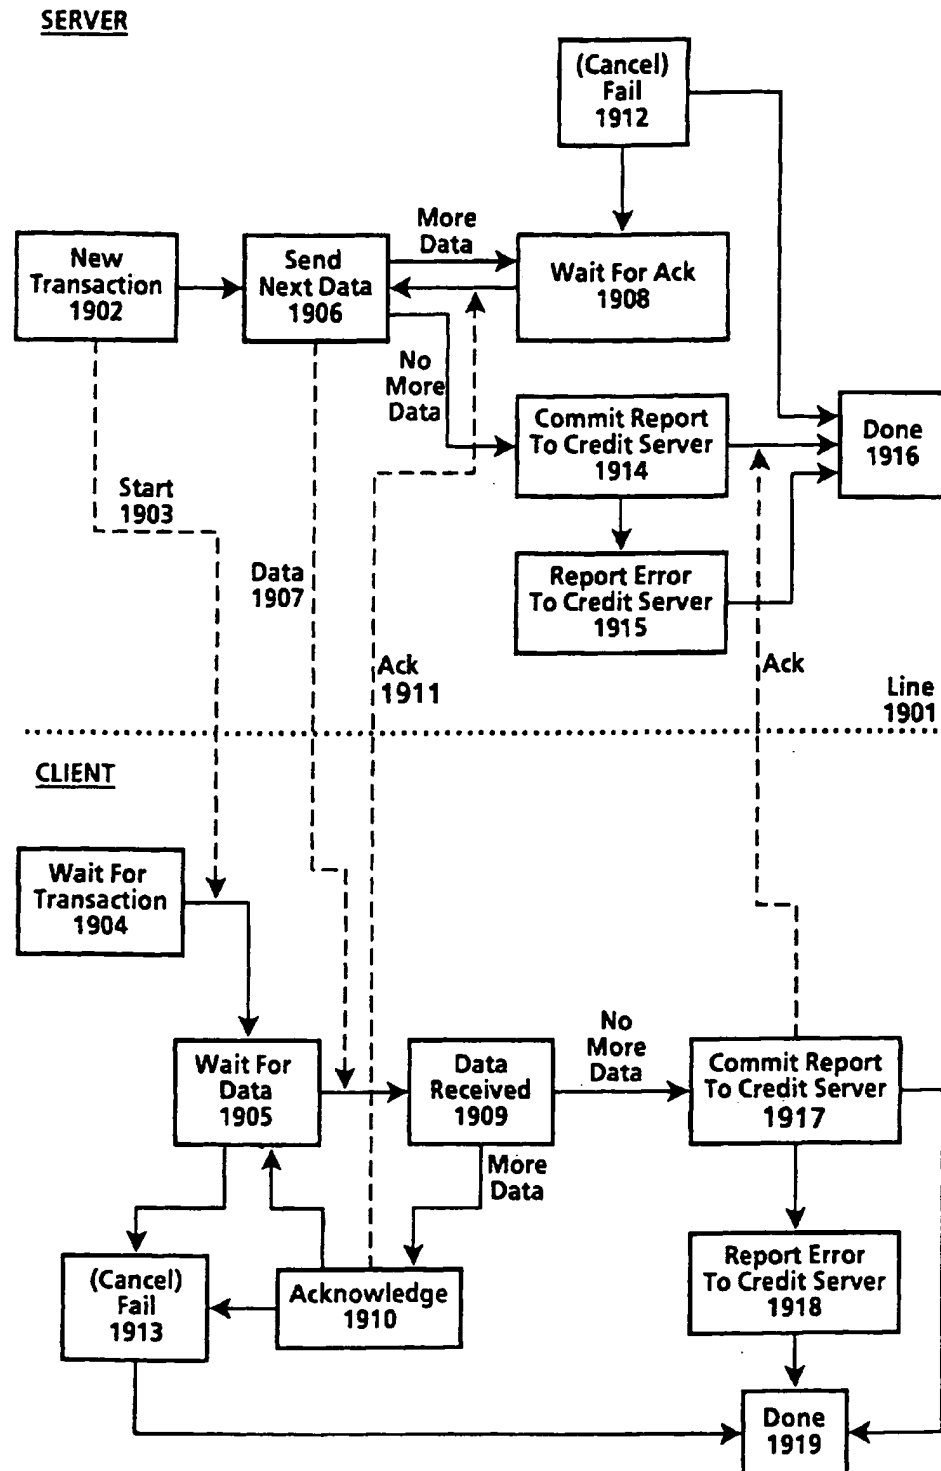 SERVER
(Cancel)
Fail
1912
More
Data
New
Transaction
1902
Send
Next Data
1906
Wait For Ack
1908
No
More
Data
Commit Report
To Credit Server
1914
Done
1916
Start
1903
Data
1907
Report Error
To Credit Server
1915
Ack
1911
Ack
Line
1901
CLIENT
Wait For
Transaction
1904
Wait For
Data
1905
Data
Received
1909
No
More
Data
Commit Report
To Credit Server
1917
More
Data
(Cancel)
Fail
1913
Acknowledge
1910
Report Error
To Credit Server
1918
Done
1919